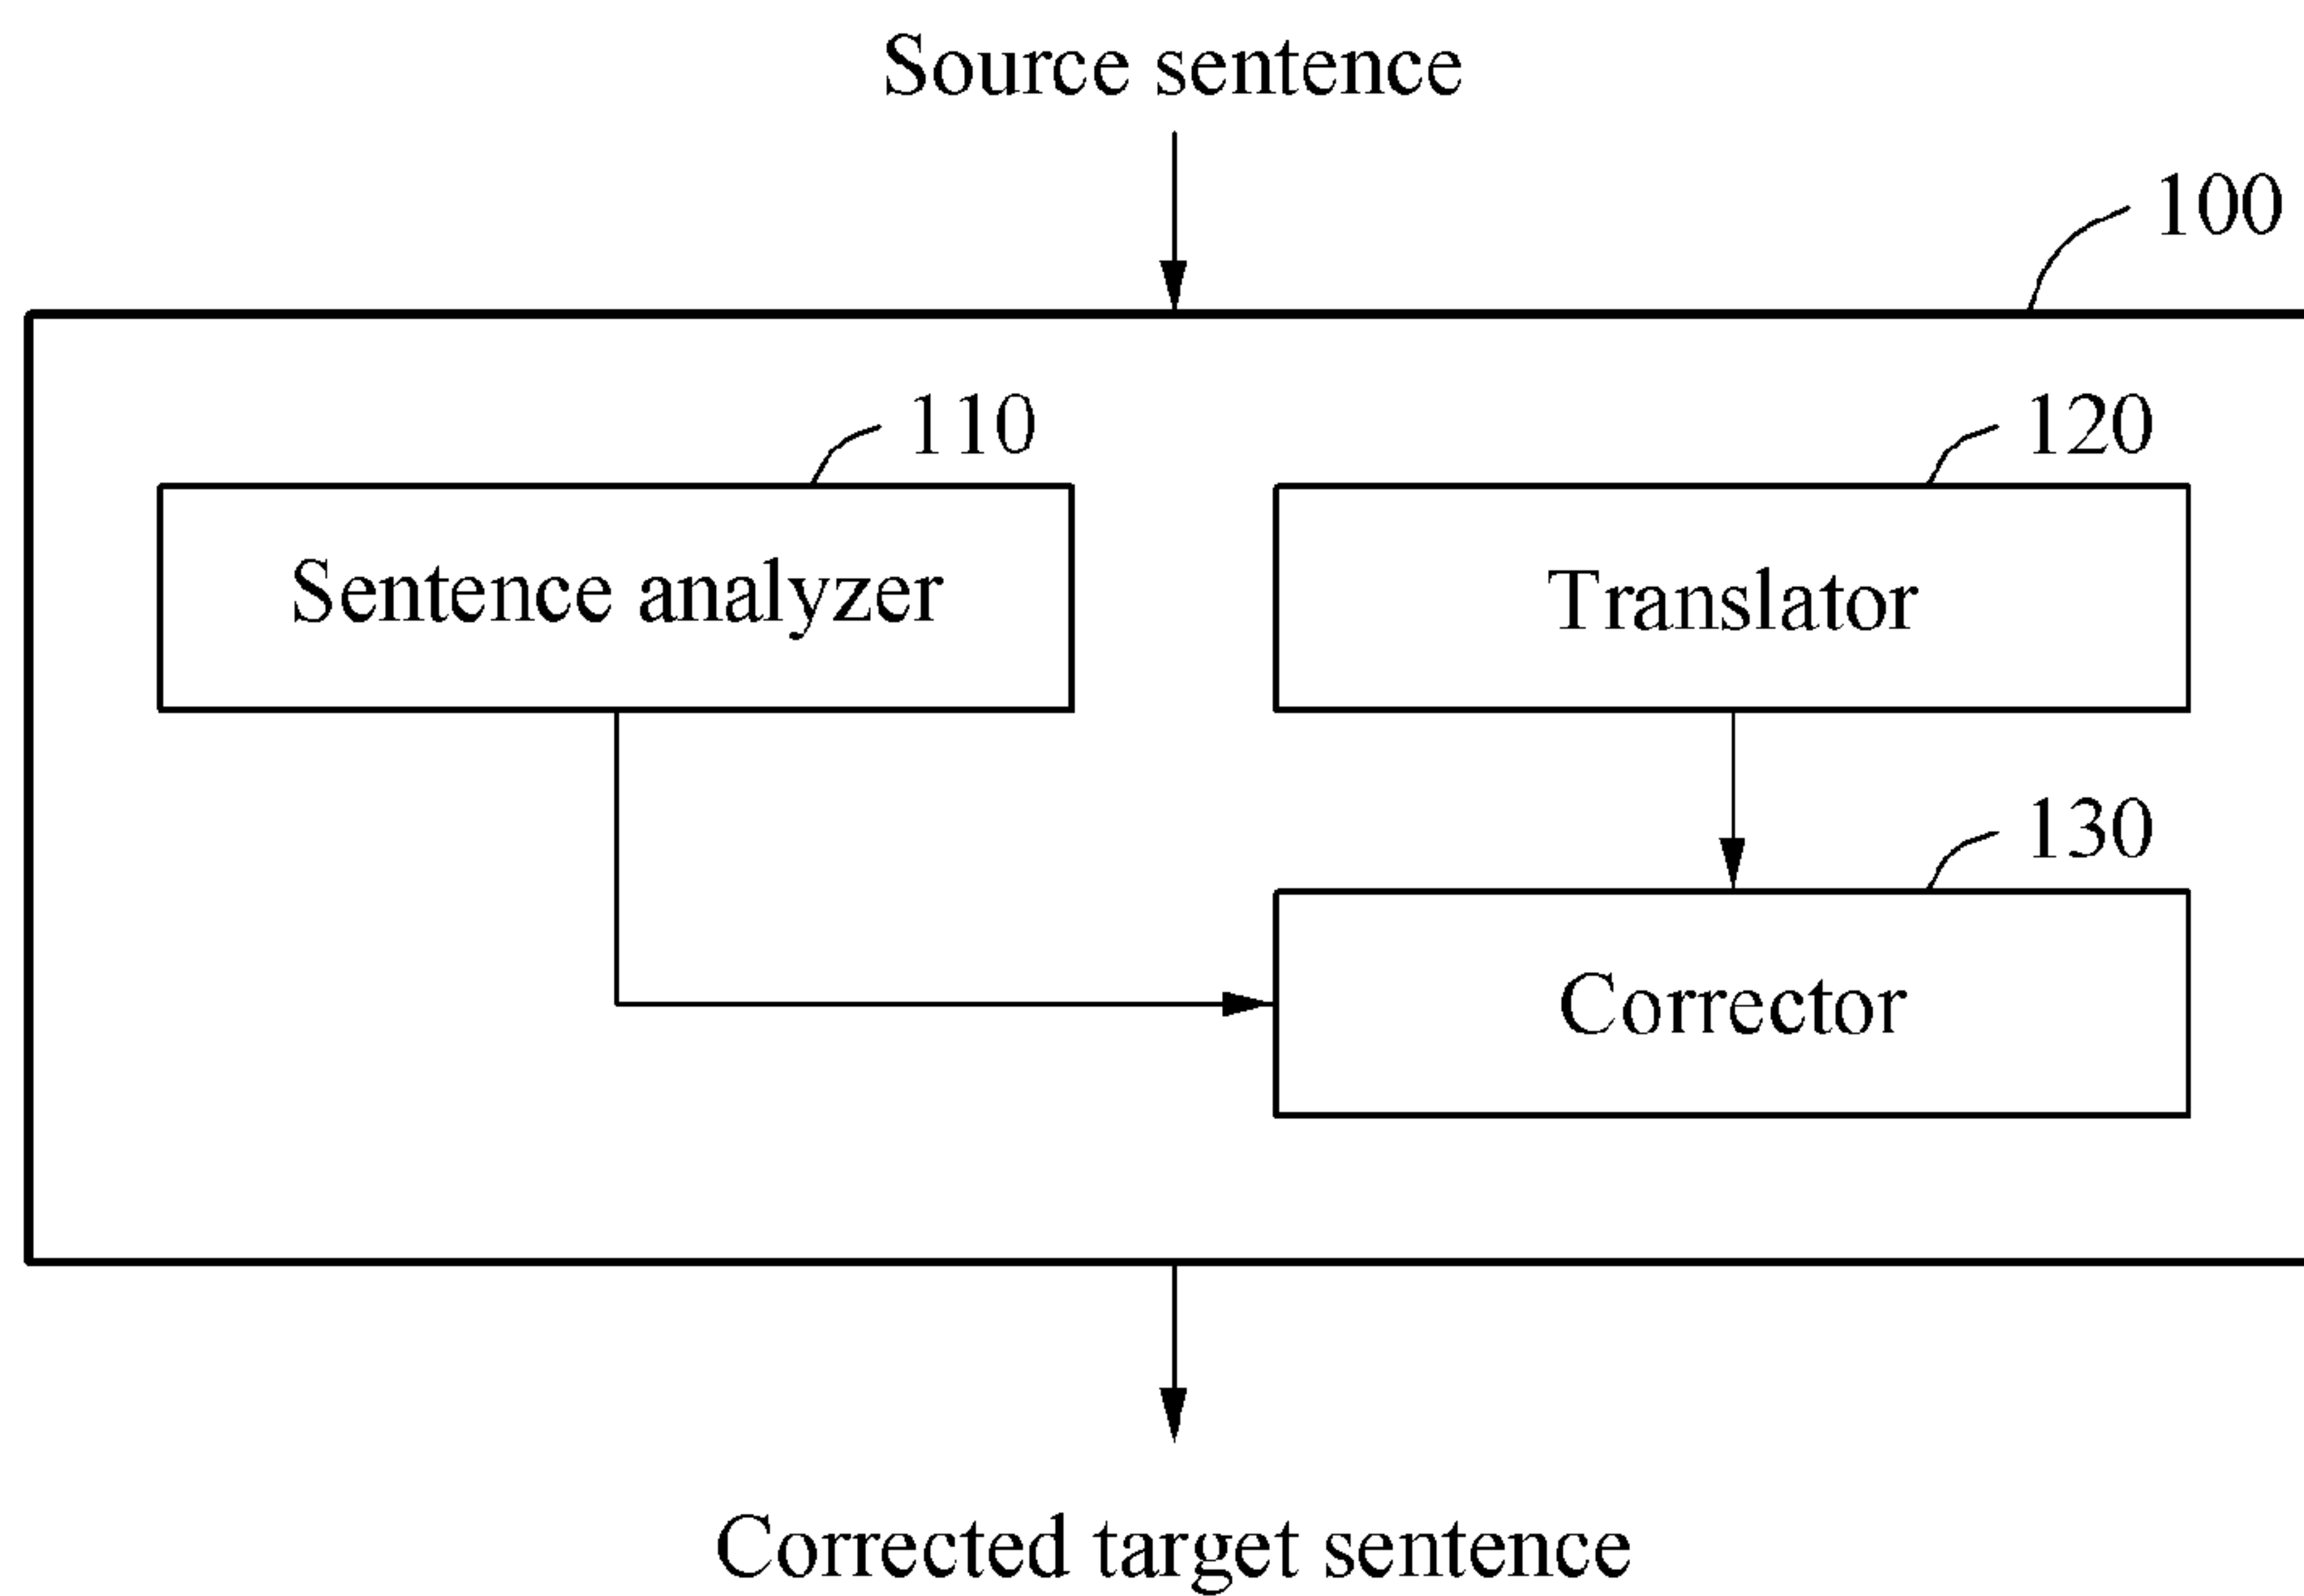 Source sentence
100
110
120
Sentence analyzer
Translator
130
Corrector
Corrected target sentence